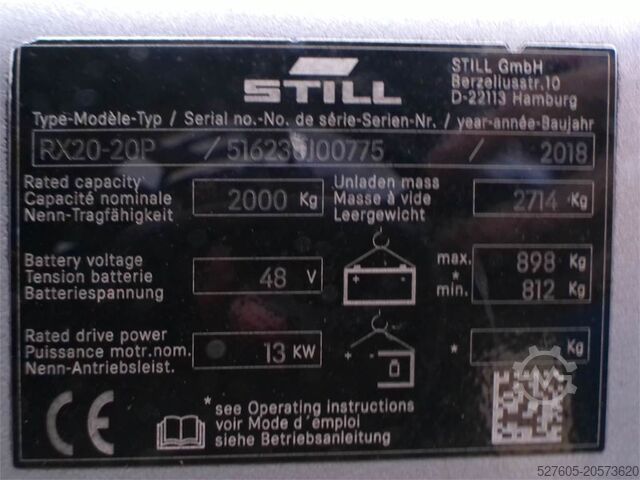 STILL
STILL GmbH
Berzeliusstr.10
D-22113 Hamburg
Type-Modèle-Typ / Serial no.-No. de série-Serien-Nr. / year-année-Baujahr
RX20-20P / / 2018
Rated capacity
Capacité nominale
Nenn-Tragfähigkeit
2000 Kg
Unladen mass
Masse à vide
Leergewicht
2714 Kg
Battery voltage
Tension batterie
Batteriespannung
48 V
max. 898 Kg
*
min. 812 Kg
Rated drive power
Puissance motr.nom.
Nenn-Antriebsleist.
13 KW
* Kg
CE
*see Operating instructions
voir Mode d´emploi
siehe Betriebsanleitung
527605-20573620